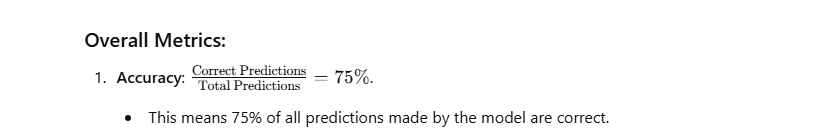 Overall Metrics:
1. Accuracy: Correct Predictions / Total Predictions = 75%.
• This means 75% of all predictions made by the model are correct.